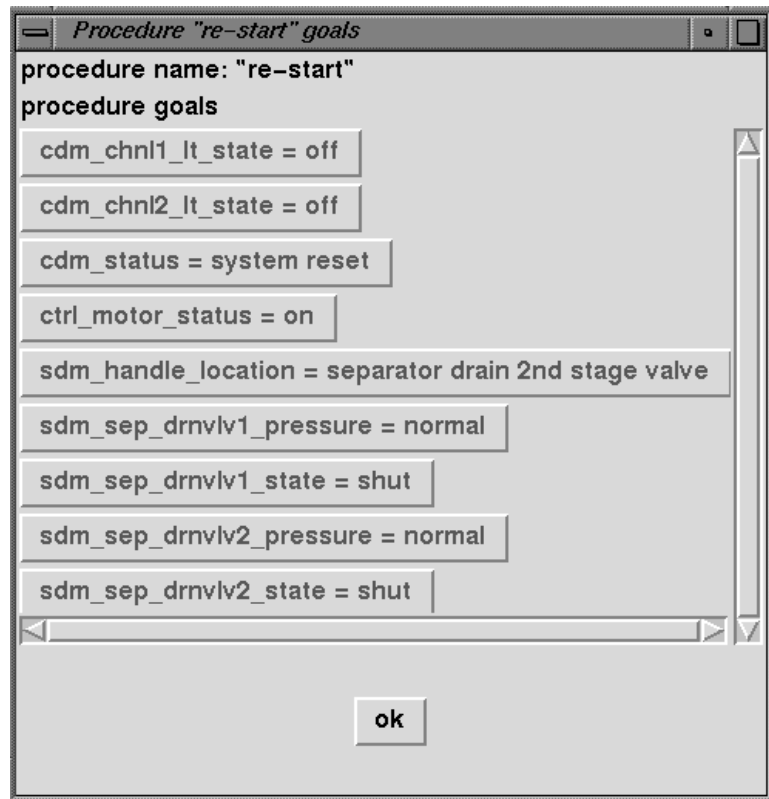 Procedure "re-start" goals
procedure name: "re-start"
procedure goals
cdm_chnl1_lt_state = off
cdm_chnl2_lt_state = off
cdm_status = system reset
ctrl_motor_status = on
sdm_handle_location = separator drain 2nd stage valve
sdm_sep_drnvlv1_pressure = normal
sdm_sep_drnvlv1_state = shut
sdm_sep_drnvlv2_pressure = normal
sdm_sep_drnvlv2_state = shut
ok